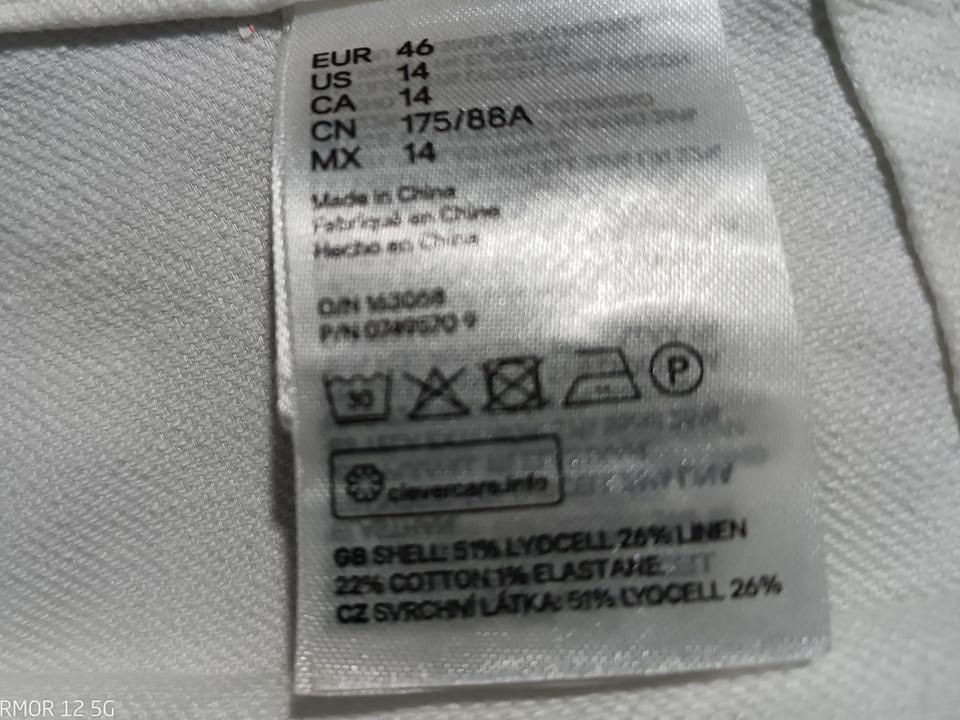 EUR 46
US 14
CA 14
CN 175/88A
MX 14
Made in China
Fabriqué en China
Hecho en China
O/N 163058
P/N 0749570 9
30
P
clevercare.info
GB SHELL: 51% LYOCELL 26% LINEN
22% COTTON 1% ELASTANE
CZ SVRCHNÍ LÁTKA: 51% LYOCELL 26%
RMOR 12 5G